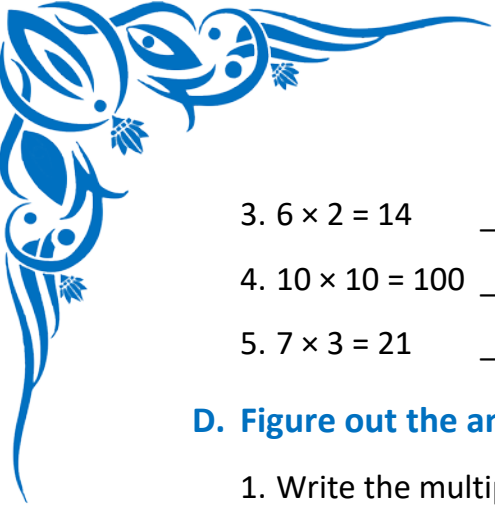 3. 6 × 2 = 14 _
4. 10 × 10 = 100 _
5. 7 × 3 = 21 _
D. Figure out the
1. Write the